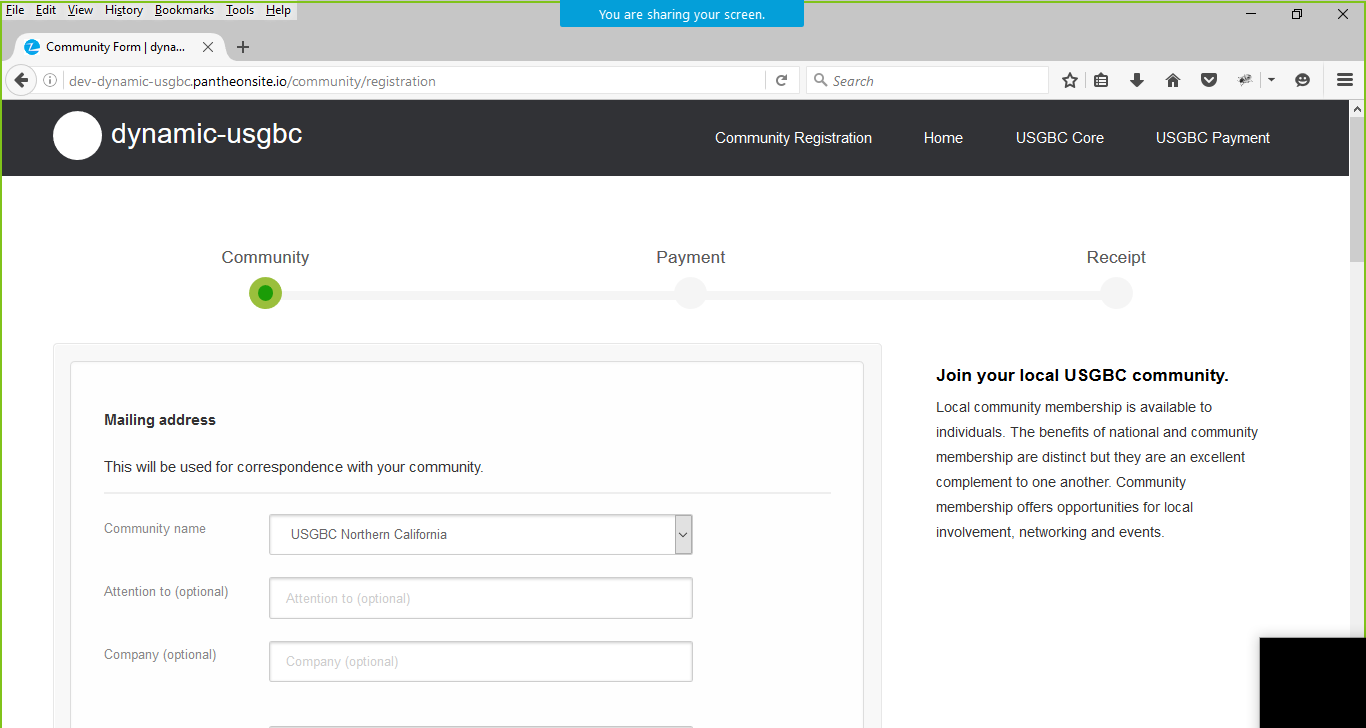 File Edit View History Bookmarks Tools Help
You are sharing your screen.
Community Form | dyna...
dev-dynamic-usgbc.pantheonsite.io/community/registration
Search
dynamic-usgbc
Community Registration
Home
USGBC Core
USGBC Payment
Community
Payment
Receipt
Mailing address
This will be used for correspondence with your community.
Community name
USGBC Northern California
Attention to (optional)
Attention to (optional)
Company (optional)
Company (optional)
Join your local USGBC community.
Local community membership is available to
individuals. The benefits of national and community
membership are distinct but they are an excellent
complement to one another. Community
membership offers opportunities for local
involvement, networking and events.